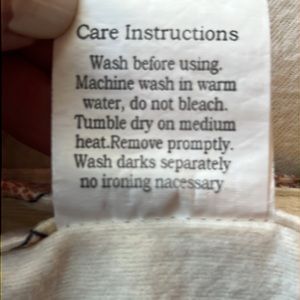 Care Instructions
Wash before using.
Machine wash in warm
water, do not bleach.
Tumble dry on medium
heat.Remove promptly.
Wash darks separately
no ironing nacessary